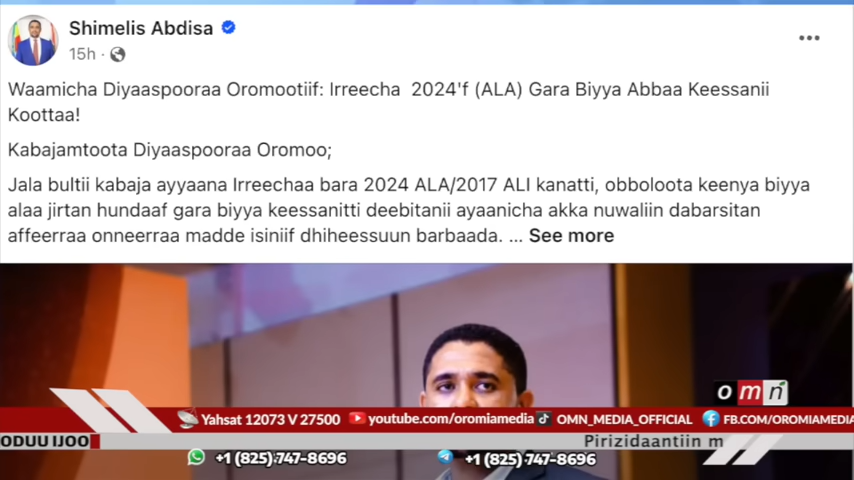 Shimelis Abdisa
15h ·
Waamicha Diyaaspooraa Oromootiif: Irreecha 2024'f (ALA) Gara Biyya Abbaa Keessanii
Koottaa!
Kabajamtoota Diyaaspooraa Oromoo;
Jala bultii kabaja ayyaana Irreechaa bara 2024 ALA/2017 ALI kanatti, obboloota keenya biyya
alaa jirtan hundaaf gara biyya keessanitti deebitanii ayaanicha akka nuwaliin dabarsitan
affeerraa onneerraa madde isiniif dhiheessuun barbaada. ... See more
omn
Yahsat 12073 V 27500 youtube.com/oromiamedia OMN_MEDIA_OFFICIAL FB.COM/OROMIAMEDIA
ODUU IJOO Pirizidaantiin m
+1 (825) 747-8696 +1 (825) 747-8696